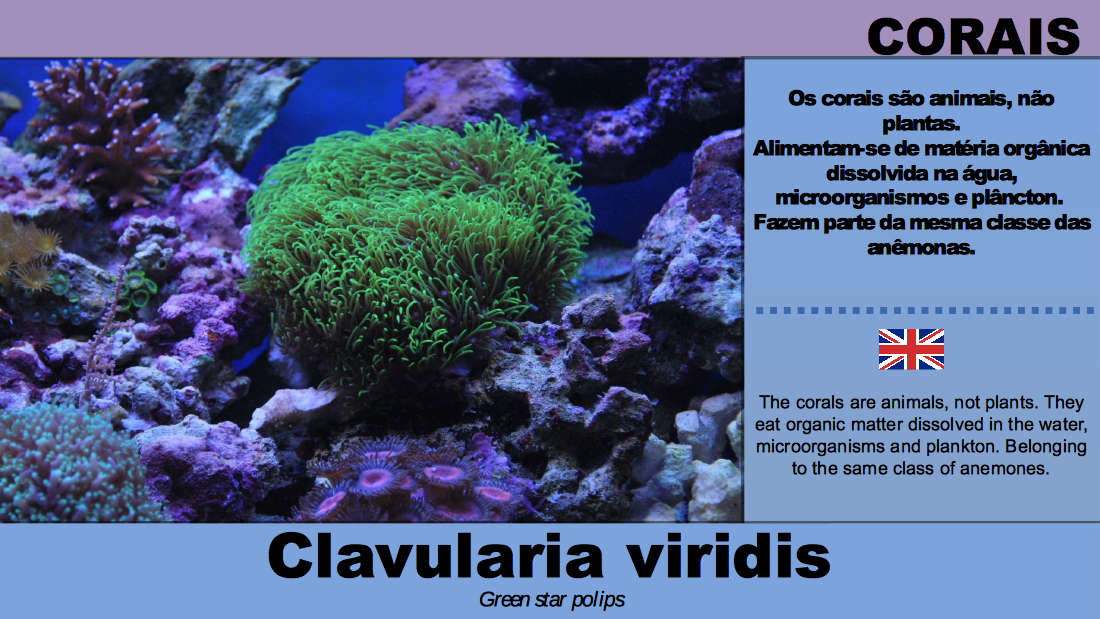 CORAIS
Os corais são animais, não
plantas.
Alimentam-se de matéria orgânica
dissolvida na água,
microorganismos e plâncton.
Fazem parte da mesma classe das
anêmonas.
The corals are animals, not plants. They
eat organic matter dissolved in the water,
microorganisms and plankton. Belonging
to the same class of anemones.
Clavularia viridis
Green star polips